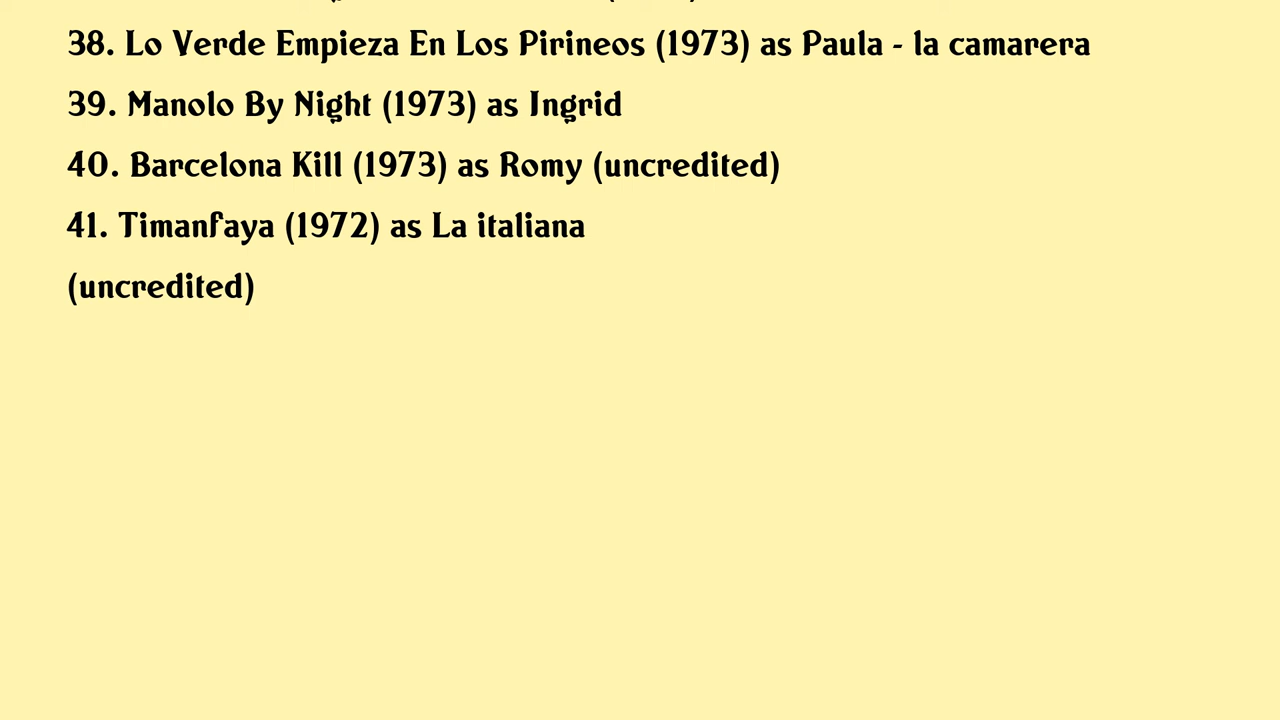 38. Lo Verde Empieza En Los Pirineos (1973) as Paula - la camarera
39. Manolo By Night (1973) as Ingrid
40. Barcelona Kill (1973) as Romy (uncredited)
41. Timanfaya (1972) as La italiana
(uncredited)